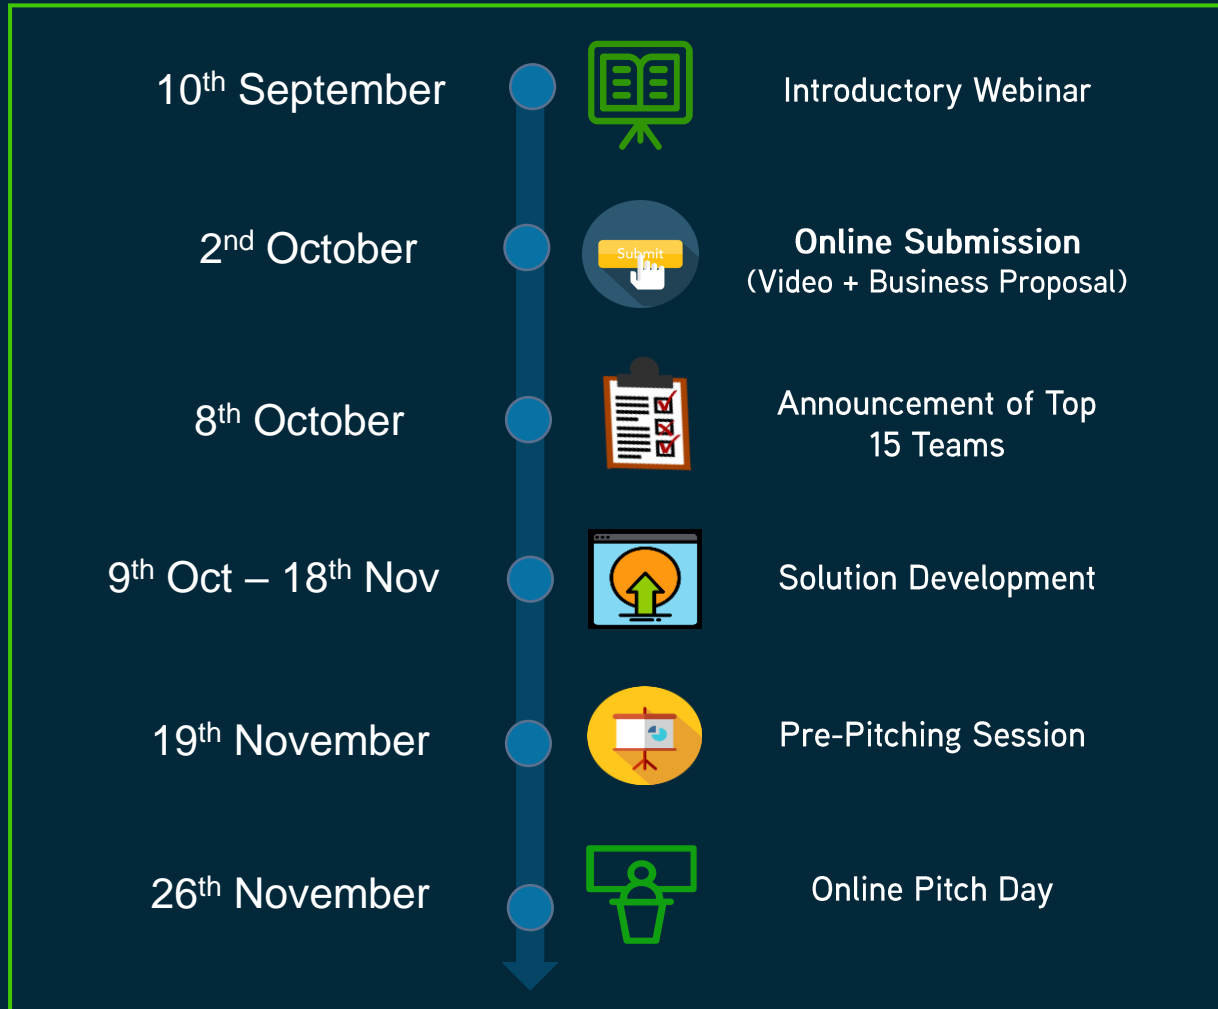 10th September
Introductory Webinar
2nd October
Submit
Online Submission
(Video + Business Proposal)
8th October
Announcement of Top
15 Teams
9th Oct – 18th Nov
Solution Development
19th November
Pre-Pitching Session
26th November
Online Pitch Day